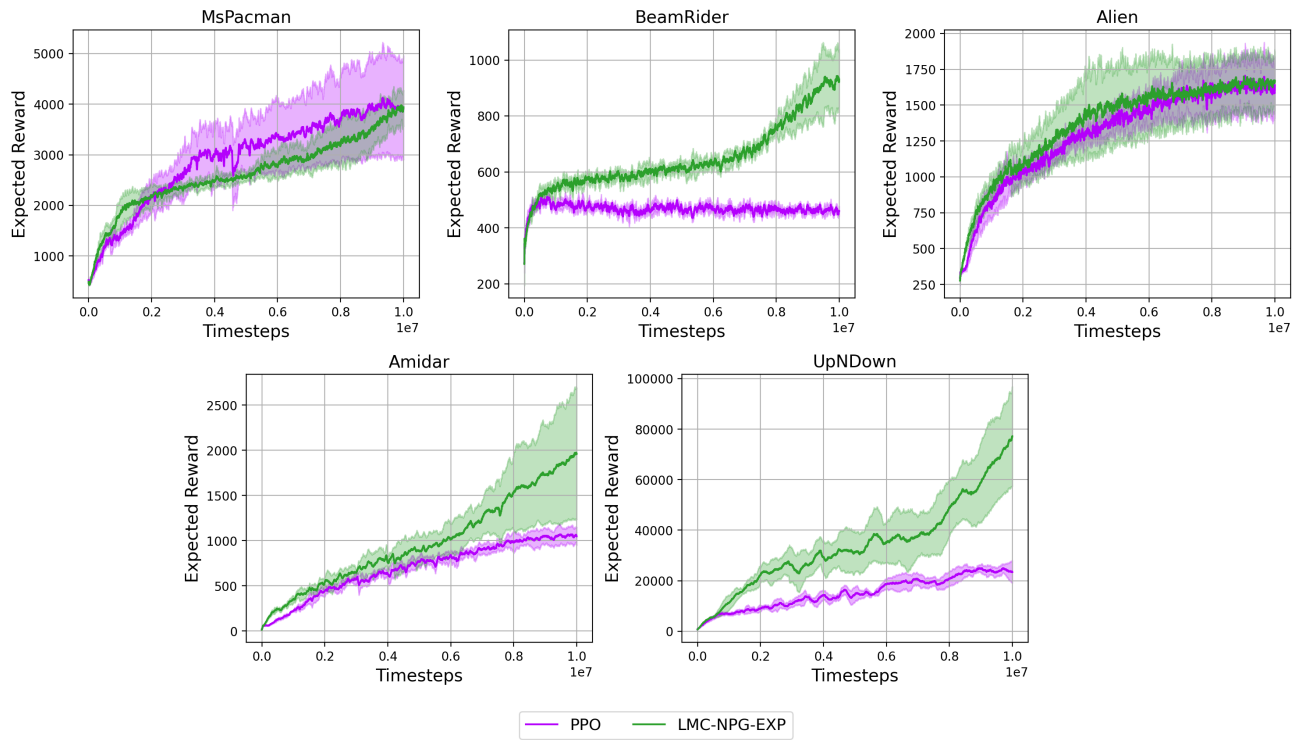 MsPacman
BeamRider
Alien
5000
4000
3000
2000
1000
Expected Reward
0.0 0.2 0.4 0.6 0.8 1.0
1e7
Timesteps
1000
800
600
400
200
Expected Reward
0.0 0.2 0.4 0.6 0.8 1.0
1e7
Timesteps
2000
1750
1500
1250
1000
750
500
250
Expected Reward
0.0 0.2 0.4 0.6 0.8 1.0
1e7
Timesteps
Amidar
UpNDown
2500
2000
1500
1000
500
0
Expected Reward
0.0 0.2 0.4 0.6 0.8 1.0
1e7
Timesteps
100000
80000
60000
40000
20000
0
Expected Reward
0.0 0.2 0.4 0.6 0.8 1.0
1e7
Timesteps
PPO LMC-NPG-EXP